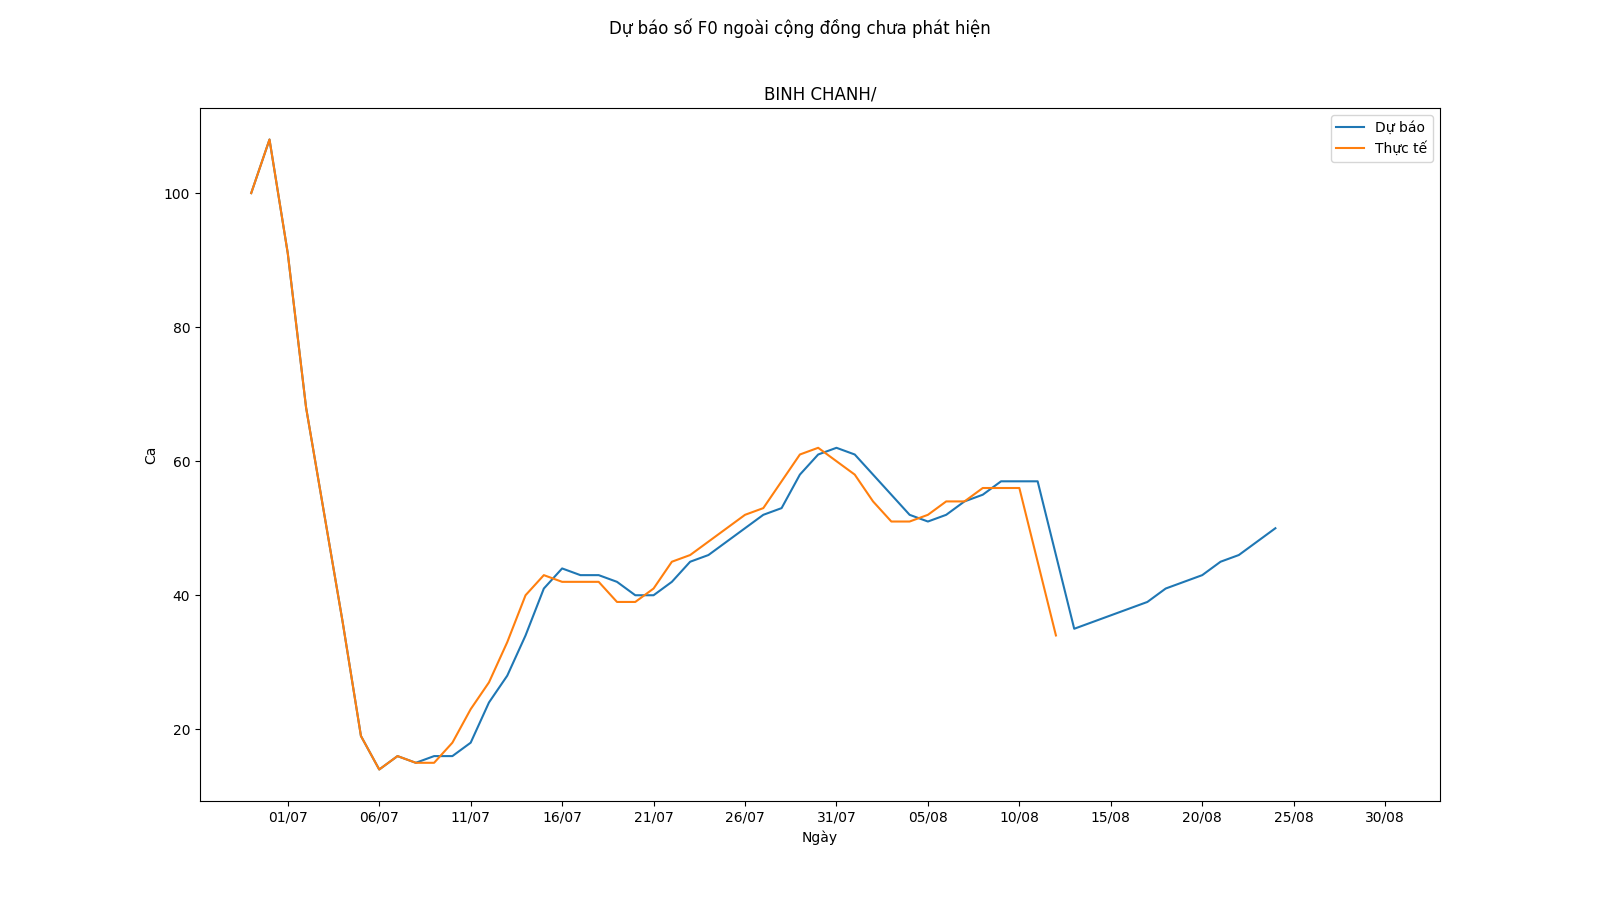 Dự báo số F0 ngoài cộng đồng chưa phát hiện
BINH CHANH/
Dự báo
Thực tế
100
80
60
40
20
Ca
01/07 06/07 11/07 16/07 21/07 26/07 31/07 05/08 10/08 15/08 20/08 25/08 30/08
Ngày